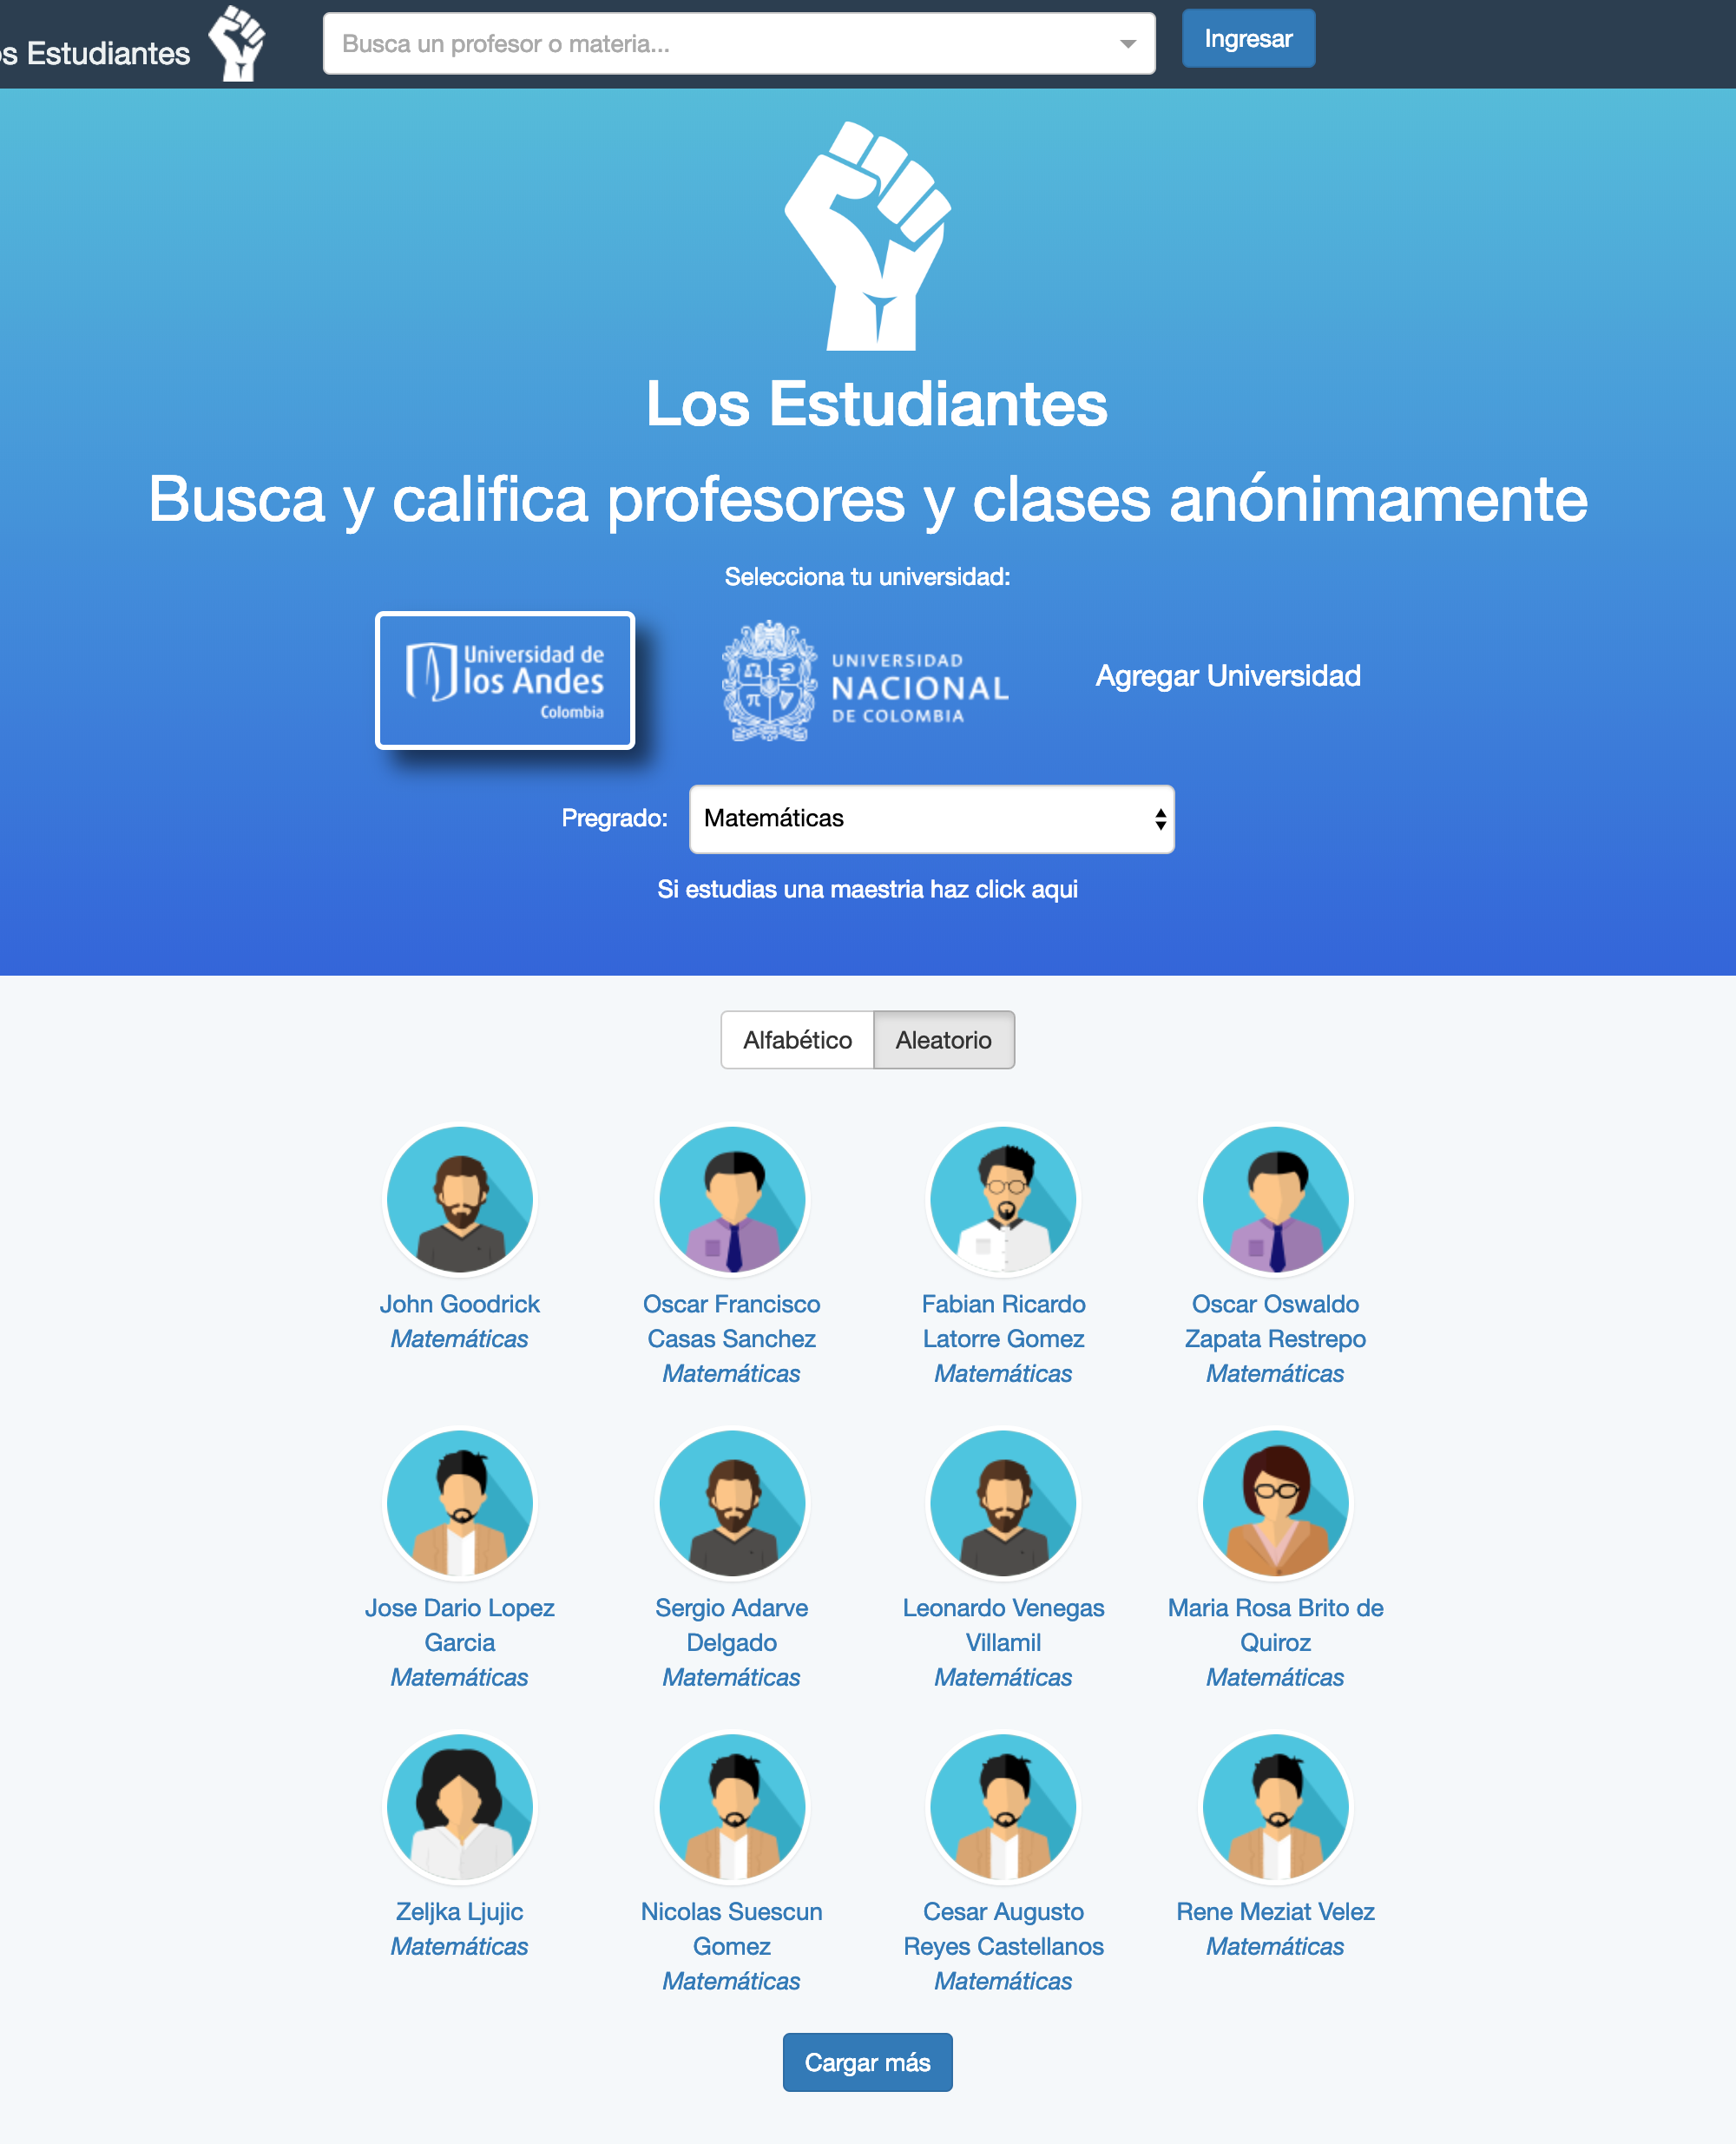 os Estudiantes
Busca un profesor o materia...
Ingresar
Los Estudiantes
Busca y califica profesores y clases anónimamente
Selecciona tu universidad:
Universidad de
los Andes
Colombia
UNIVERSIDAD
NACIONAL
DE COLOMBIA
Agregar Universidad
Pregrado:
Matemáticas
Si estudias una maestria haz click aqui
Alfabético
Aleatorio
John Goodrick
Matemáticas
Oscar Francisco
Casas Sanchez
Matemáticas
Fabian Ricardo
Latorre Gomez
Matemáticas
Oscar Oswaldo
Zapata Restrepo
Matemáticas
Jose Dario Lopez
Garcia
Matemáticas
Sergio Adarve
Delgado
Matemáticas
Leonardo Venegas
Villamil
Matemáticas
Maria Rosa Brito de
Quiroz
Matemáticas
Zeljka Ljujic
Matemáticas
Nicolas Suescun
Gomez
Matemáticas
Cesar Augusto
Reyes Castellanos
Matemáticas
Rene Meziat Velez
Matemáticas
Cargar más